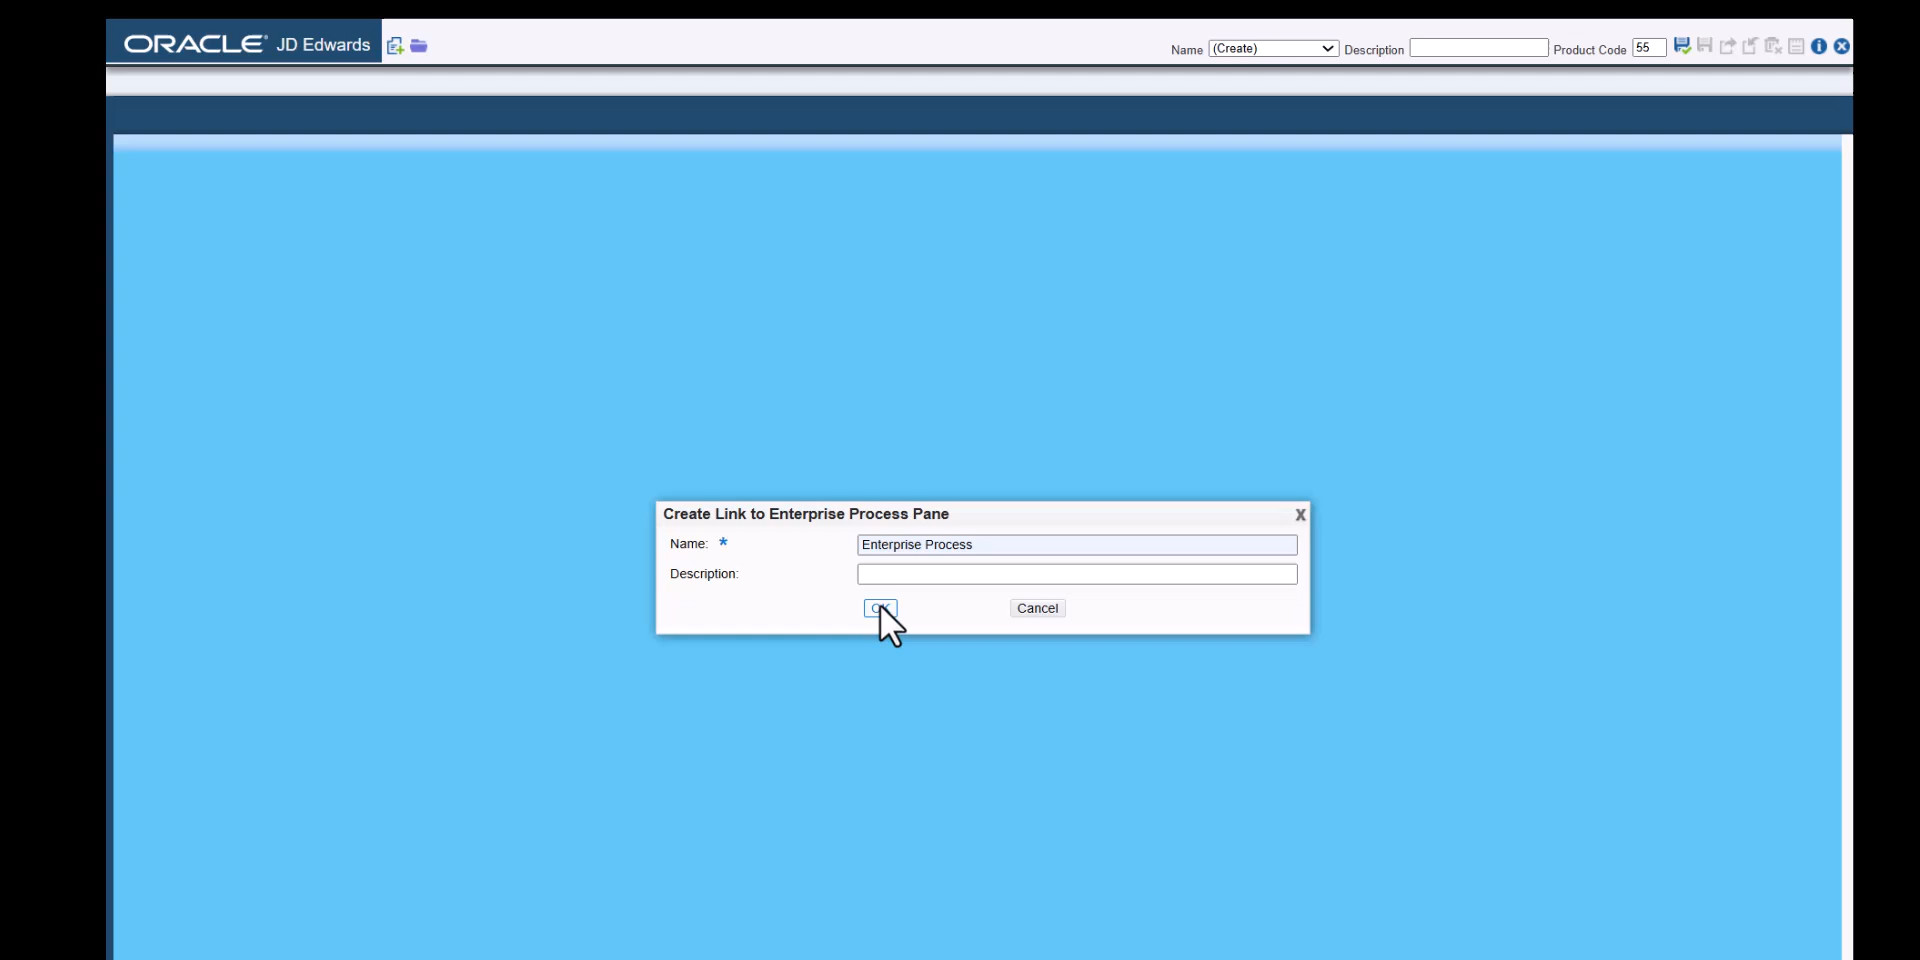 ORACLE JD Edwards
Name (Create) Description Product Code 55
Create Link to Enterprise Process Pane X
Name: * Enterprise Process
Description:
OK Cancel